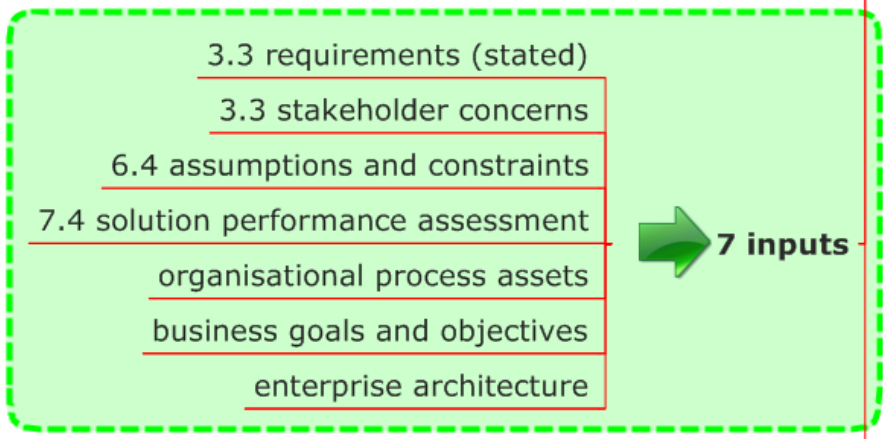 3.3 requirements (stated)
3.3 stakeholder concerns
6.4 assumptions and constraints
7.4 solution performance assessment
organisational process assets
business goals and objectives
enterprise architecture
7 inputs